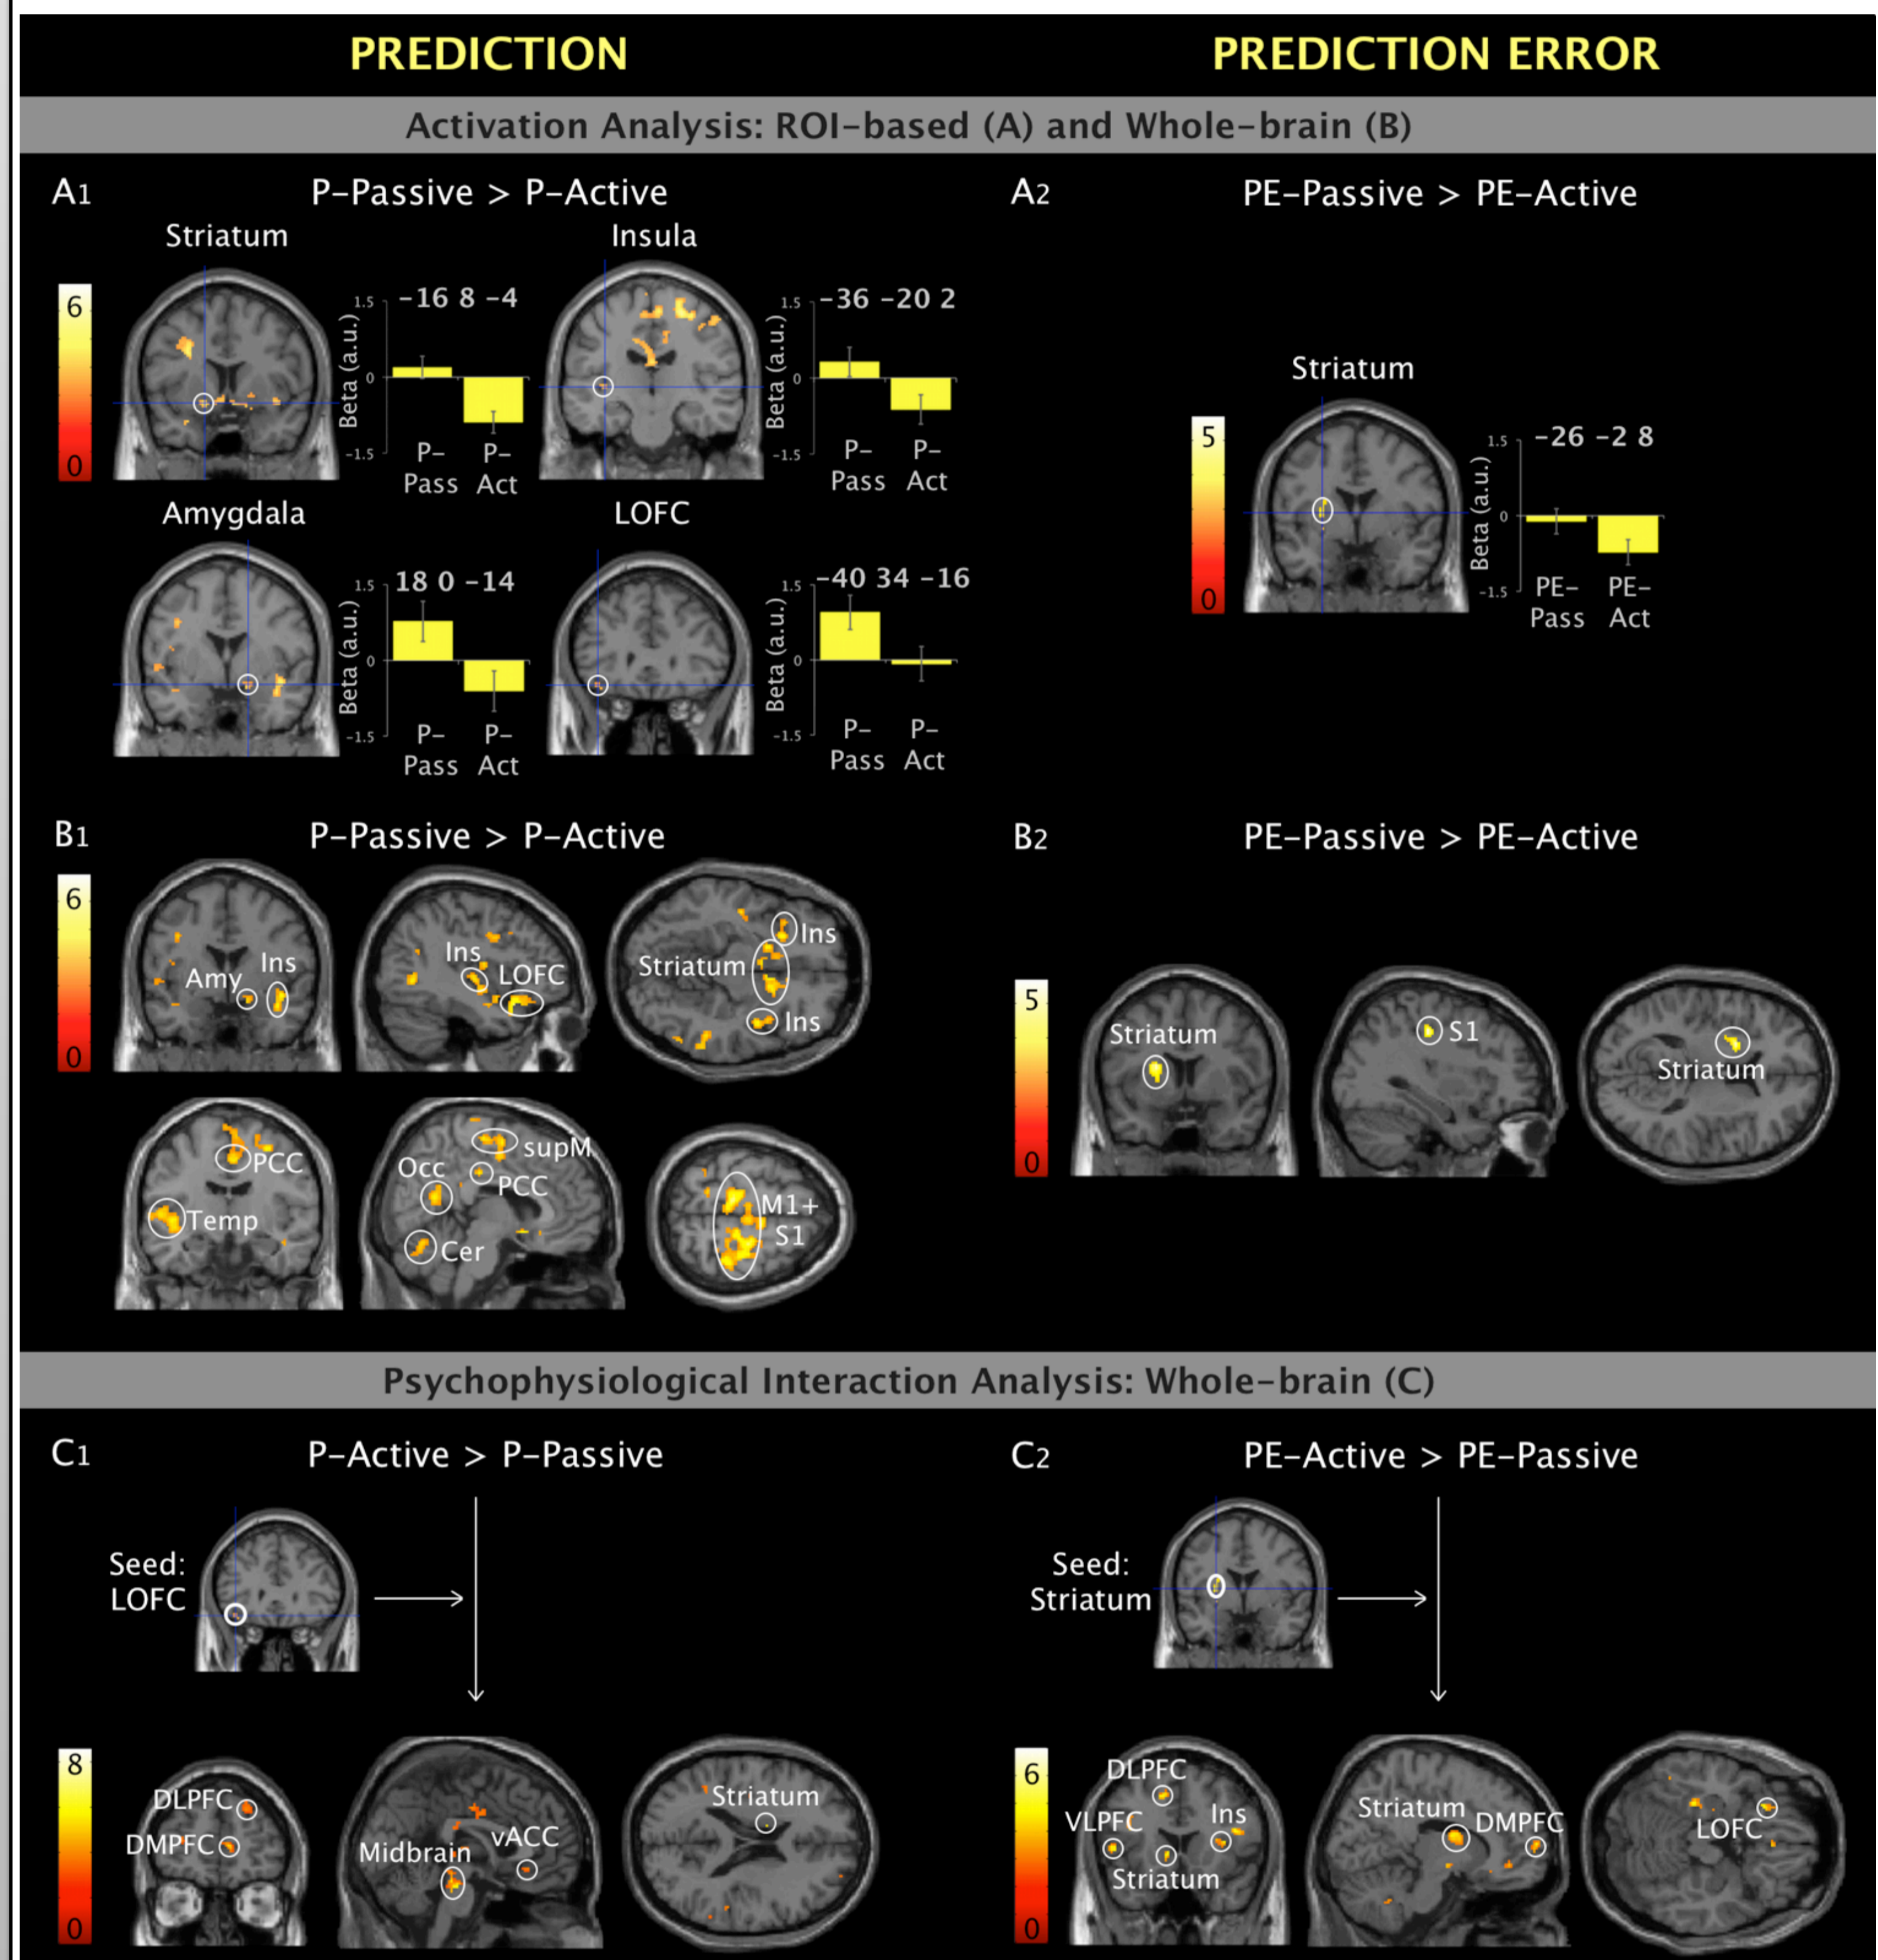 PREDICTION
PREDICTION ERROR
Activation Analysis: ROI-based (A) and Whole-brain (B)
A1
P-Passive > P-Active
Striatum
Insula
6
0
Beta (a.u.)
1.5
0
-1.5
-16 8 -4
P-
Pass
P-
Act
Beta (a.u.)
1.5
0
-1.5
-36 -20 2
P-
Pass
P-
Act
Amygdala
LOFC
Beta (a.u.)
1.5
0
-1.5
18 0 -14
P-
Pass
P-
Act
Beta (a.u.)
1.5
0
-1.5
-40 34 -16
P-
Pass
P-
Act
A2
PE-Passive > PE-Active
Striatum
5
0
Beta (a.u.)
1.5
0
-1.5
-26 -2 8
PE-
Pass
PE-
Act
B1
P-Passive > P-Active
6
0
Amy
Ins
Ins
LOFC
Striatum
Ins
Ins
PCC
Temp
supM
Occ
PCC
Cer
M1+
S1
B2
PE-Passive > PE-Active
5
0
Striatum
S1
Striatum
Psychophysiological Interaction Analysis: Whole-brain (C)
C1
P-Active > P-Passive
Seed:
LOFC
8
0
DLPFC
DMPFC
Midbrain
vACC
Striatum
C2
PE-Active > PE-Passive
Seed:
Striatum
6
0
DLPFC
VLPFC
Ins
Striatum
Striatum
DMPFC
LOFC